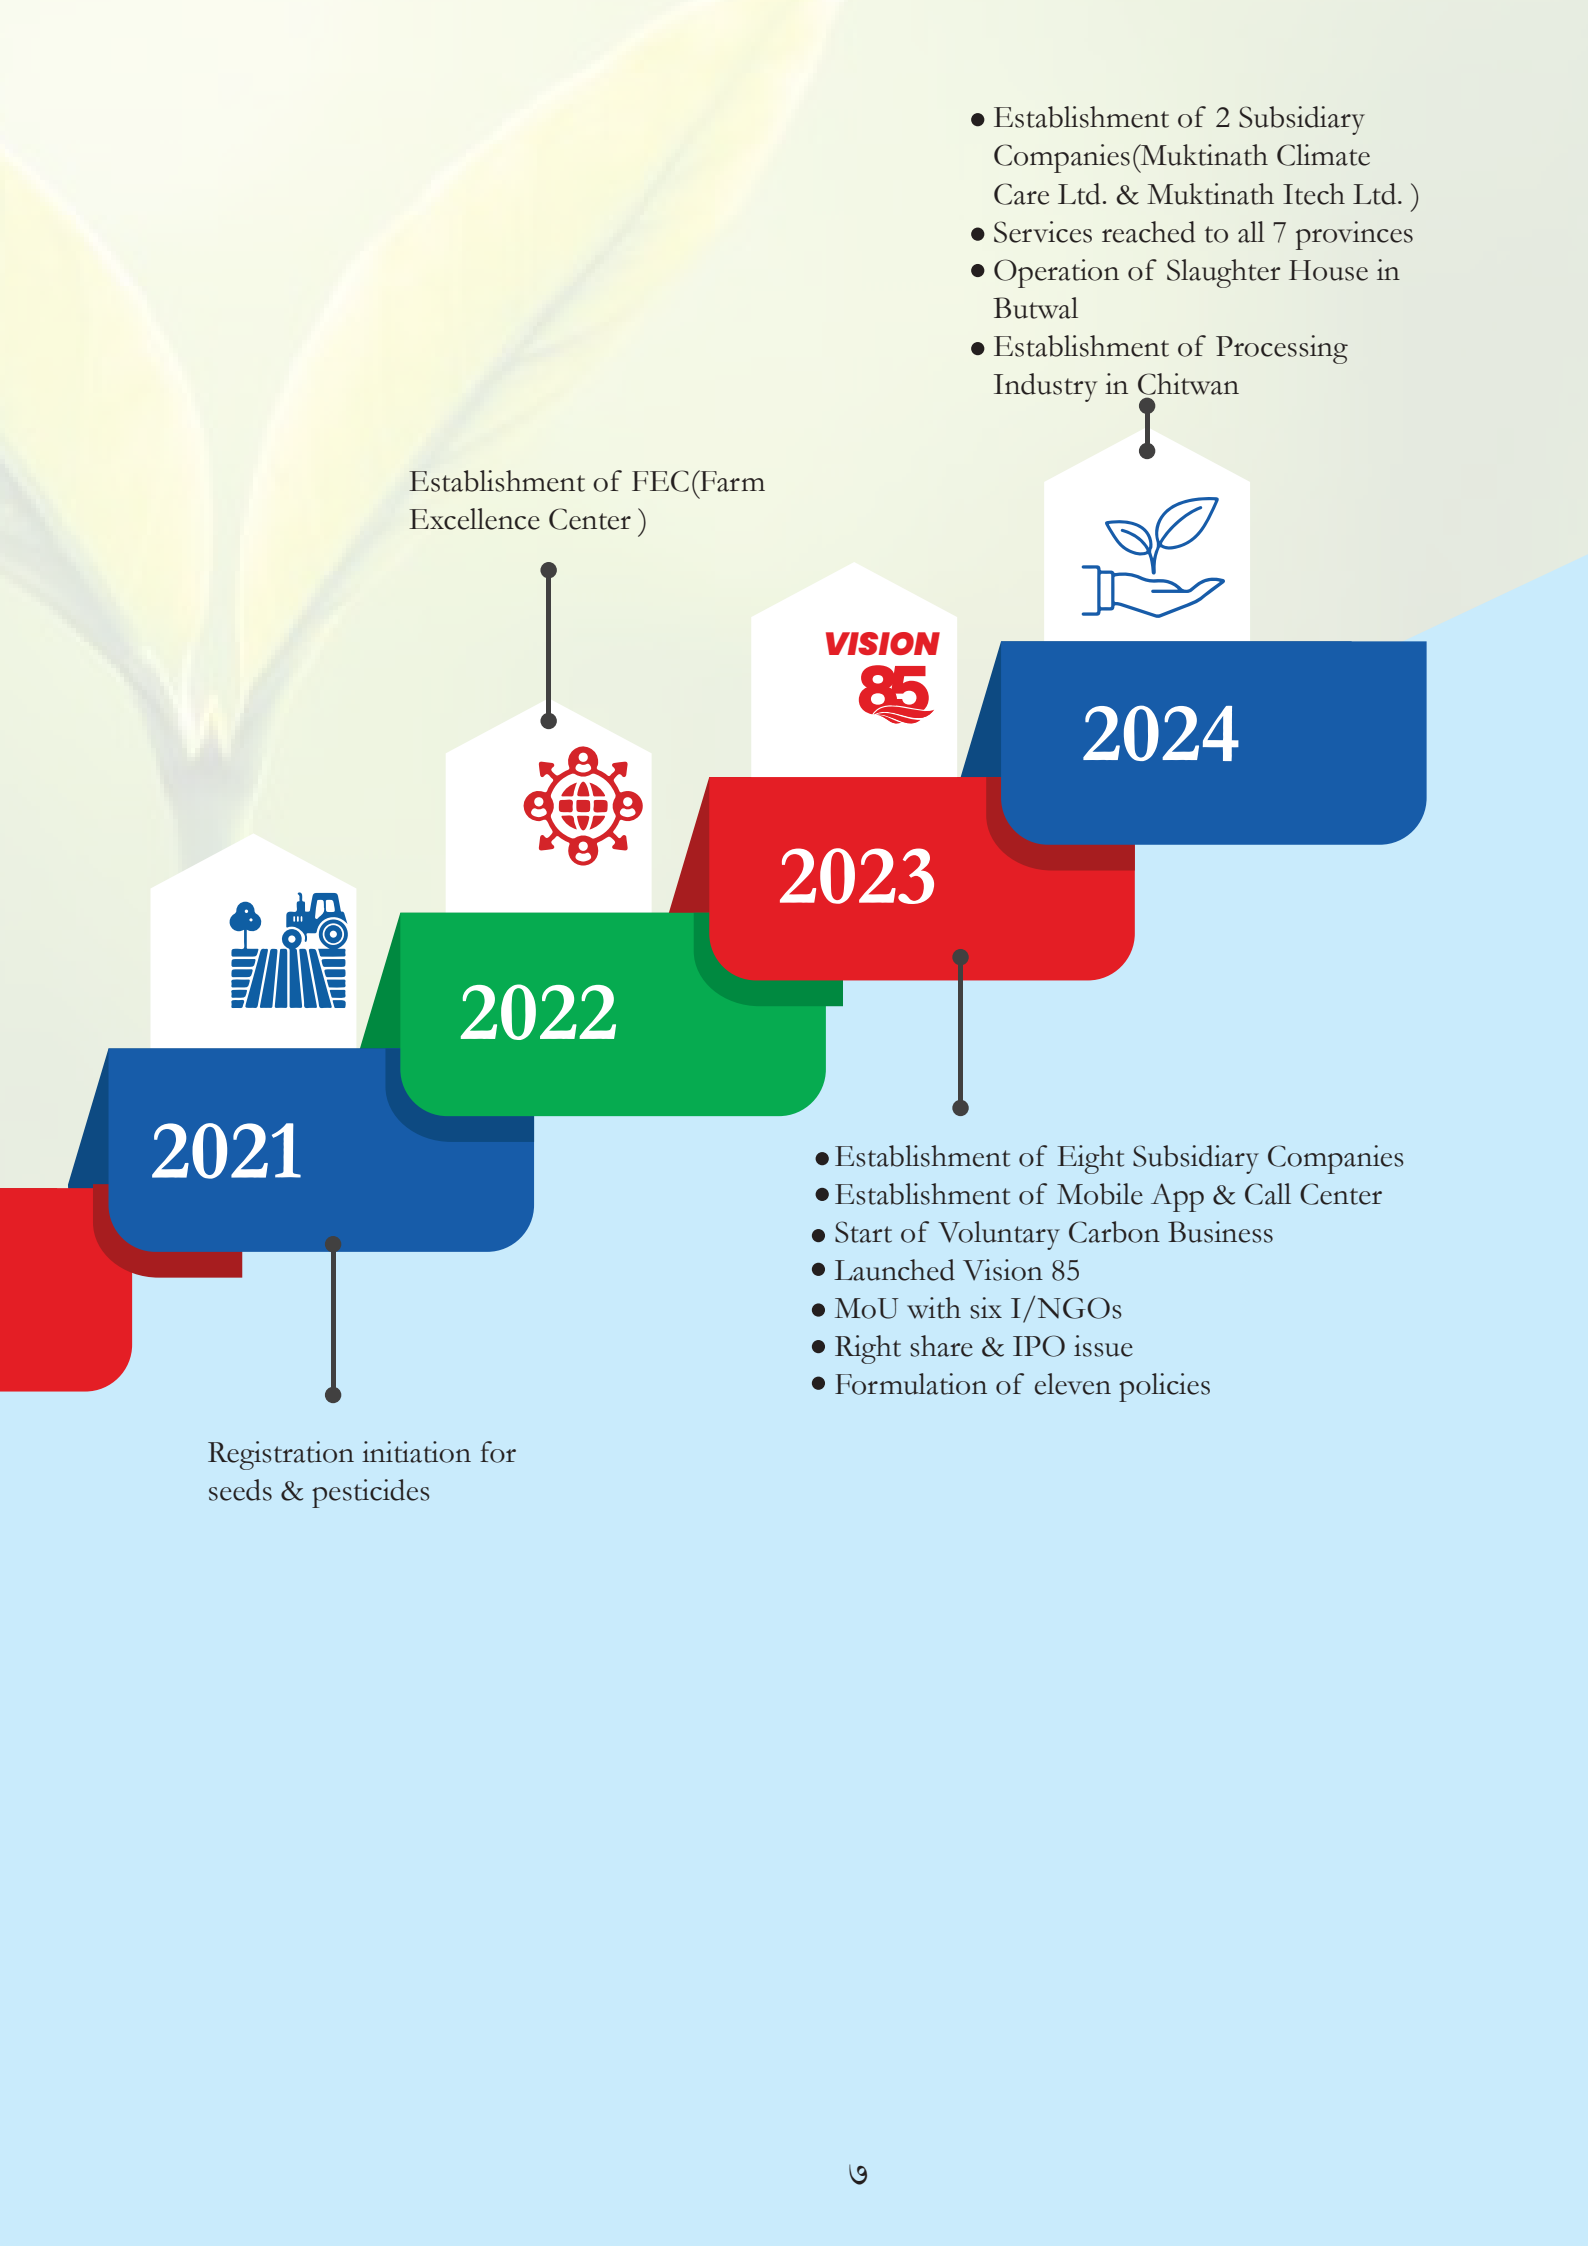 ● Establishment of 2 Subsidiary
Companies(Muktinath Climate
Care Ltd. & Muktinath Itech Ltd. )
● Services reached to all 7 provinces
● Operation of Slaughter House in
Butwal
● Establishment of Processing
Industry in Chitwan
2024
VISION
85
2023
● Establishment of Eight Subsidiary Companies
● Establishment of Mobile App & Call Center
● Start of Voluntary Carbon Business
● Launched Vision 85
● MoU with six I/NGOs
● Right share & IPO issue
● Formulation of eleven policies
Establishment of FEC(Farm
Excellence Center )
2022
2021
Registration initiation for
seeds & pesticides
७